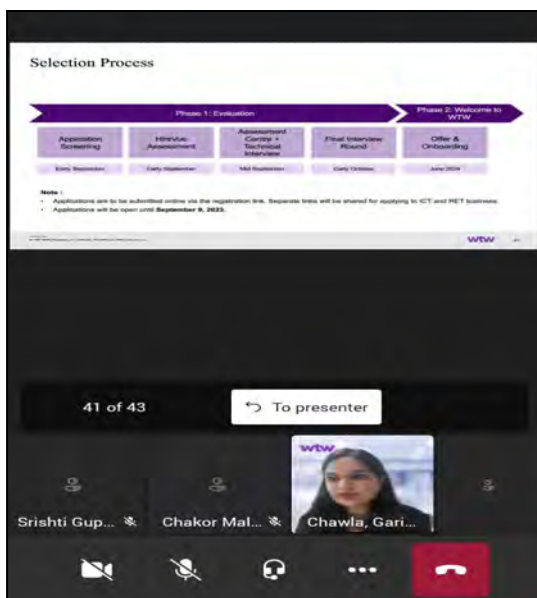 Selection Process
Phase 1: Evaluation
Phase 2: Welcome to
WTW
Application
Screening
HireVue
Assessment
Assessment
Centre +
Technical
Interview
Final Interview
Round
Offer &
Onboarding
Early September
Early September
Mid September
Early October
June 2024
Note :
• Applications are to be submitted online via the registration link. Separate links will be shared for applying to ICT and RET business.
• Applications will be open until September 9, 2023.
wtw
41 of 43
To presenter
wtw
Srishti Gup...
Chakor Mal...
Chawla, Gari...